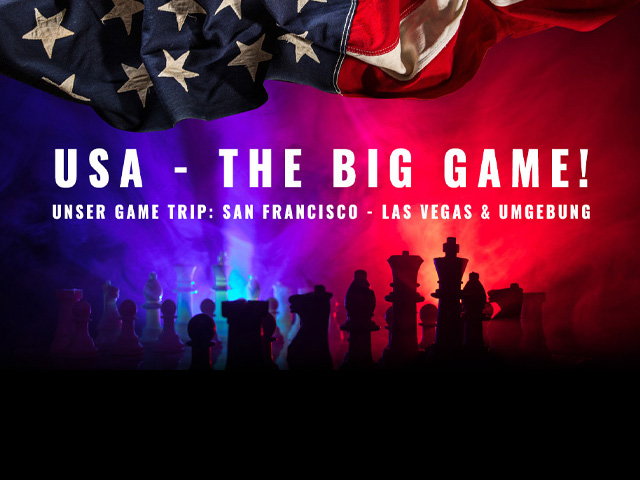 USA - THE BIG GAME!
UNSER GAME TRIP: SAN FRANCISCO - LAS VEGAS & UMGEBUNG